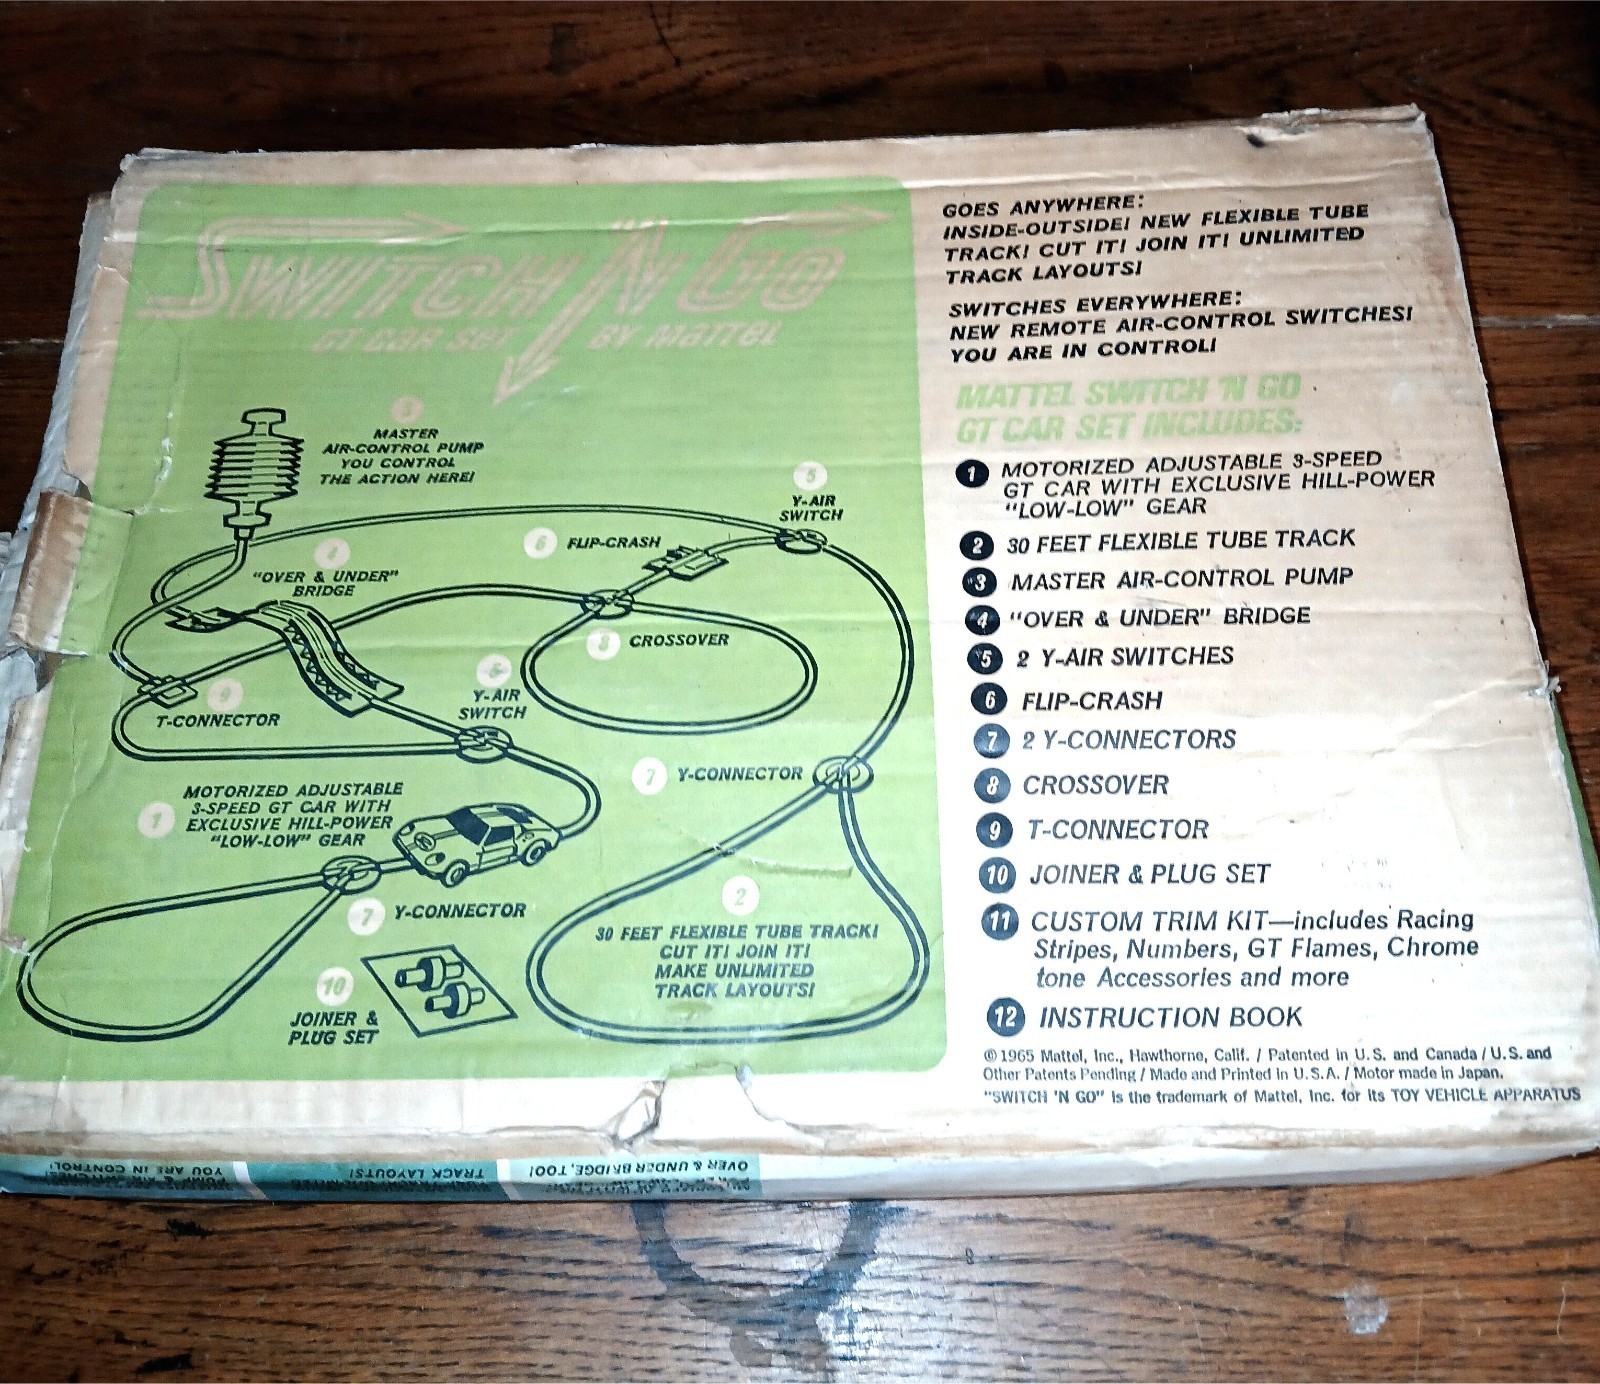 SWITCH 'N GO
GT CAR SET BY MATTEL
3
MASTER
AIR-CONTROL PUMP
YOU CONTROL
THE ACTION HERE!
5
Y-AIR
SWITCH
6
FLIP-CRASH
4
"OVER & UNDER"
BRIDGE
8
CROSSOVER
9
T-CONNECTOR
Y-AIR
SWITCH
7
Y-CONNECTOR
1
MOTORIZED ADJUSTABLE
3-SPEED GT CAR WITH
EXCLUSIVE HILL-POWER
"LOW-LOW" GEAR
7
Y-CONNECTOR
2
30 FEET FLEXIBLE TUBE TRACK!
CUT IT! JOIN IT!
MAKE UNLIMITED
TRACK LAYOUTS!
10
JOINER &
PLUG SET
GOES ANYWHERE:
INSIDE-OUTSIDE! NEW FLEXIBLE TUBE
TRACK! CUT IT! JOIN IT! UNLIMITED
TRACK LAYOUTS!
SWITCHES EVERYWHERE:
NEW REMOTE AIR-CONTROL SWITCHES!
YOU ARE IN CONTROL!
MATTEL SWITCH 'N GO
GT CAR SET INCLUDES:
1 MOTORIZED ADJUSTABLE 3-SPEED
GT CAR WITH EXCLUSIVE HILL-POWER
"LOW-LOW" GEAR
2 30 FEET FLEXIBLE TUBE TRACK
3 MASTER AIR-CONTROL PUMP
4 "OVER & UNDER" BRIDGE
5 2 Y-AIR SWITCHES
6 FLIP-CRASH
7 2 Y-CONNECTORS
8 CROSSOVER
9 T-CONNECTOR
10 JOINER & PLUG SET
11 CUSTOM TRIM KIT—includes Racing
Stripes, Numbers, GT Flames, Chrome
tone Accessories and more
12 INSTRUCTION BOOK
©1965 Mattel, Inc., Hawthorne, Calif. / Patented in U.S. and Canada / U.S. and
Other Patents Pending / Made and Printed in U.S.A. / Motor made in Japan.
"SWITCH 'N GO" is the trademark of Mattel, Inc. for its TOY VEHICLE APPARATUS
YOU ARE IN CONTROL!
TRACK LAYOUTS!
OVER & UNDER BRIDGE, TOO!